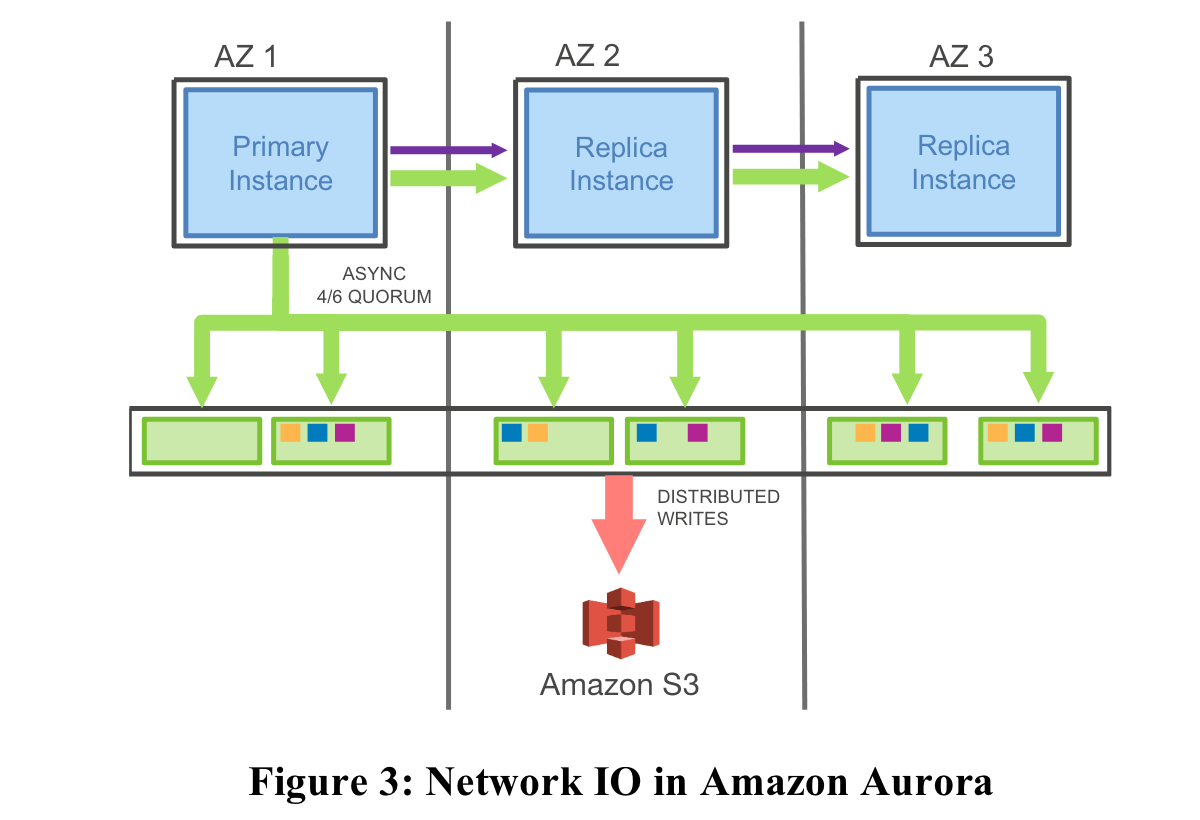 AZ 1
AZ 2
AZ 3
Primary
Instance
Replica
Instance
Replica
Instance
ASYNC
4/6 QUORUM
DISTRIBUTED
WRITES
Amazon S3
Figure 3: Network IO in Amazon Aurora